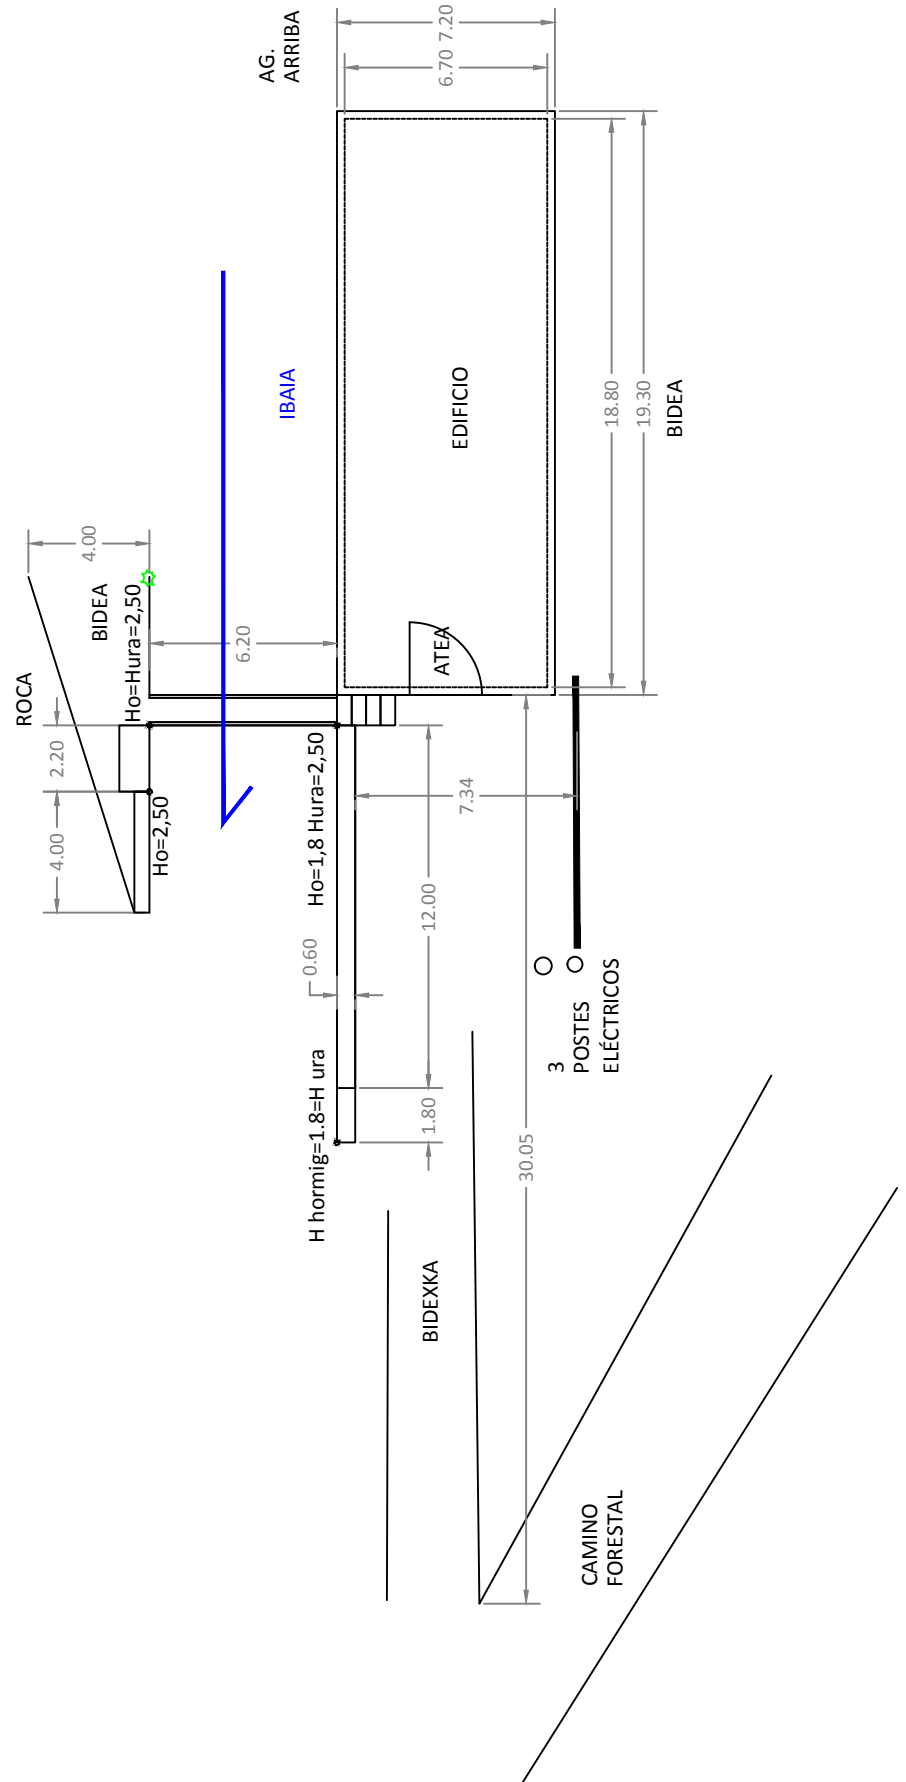 AG.
ARRIBA
7.20
6.70
ROCA
BIDEA
4.00
Ho=Hura=2,50
2.20
4.00
Ho=2,50
6.20
IBAIA
EDIFICIO
ATEA
18.80
19.30
BIDEA
Ho=1,8 Hura=2,50
7.34
12.00
0.60
H hormig=1.8=H ura
1.80
30.05
3
POSTES
ELÉCTRICOS
BIDEXKA
CAMINO
FORESTAL